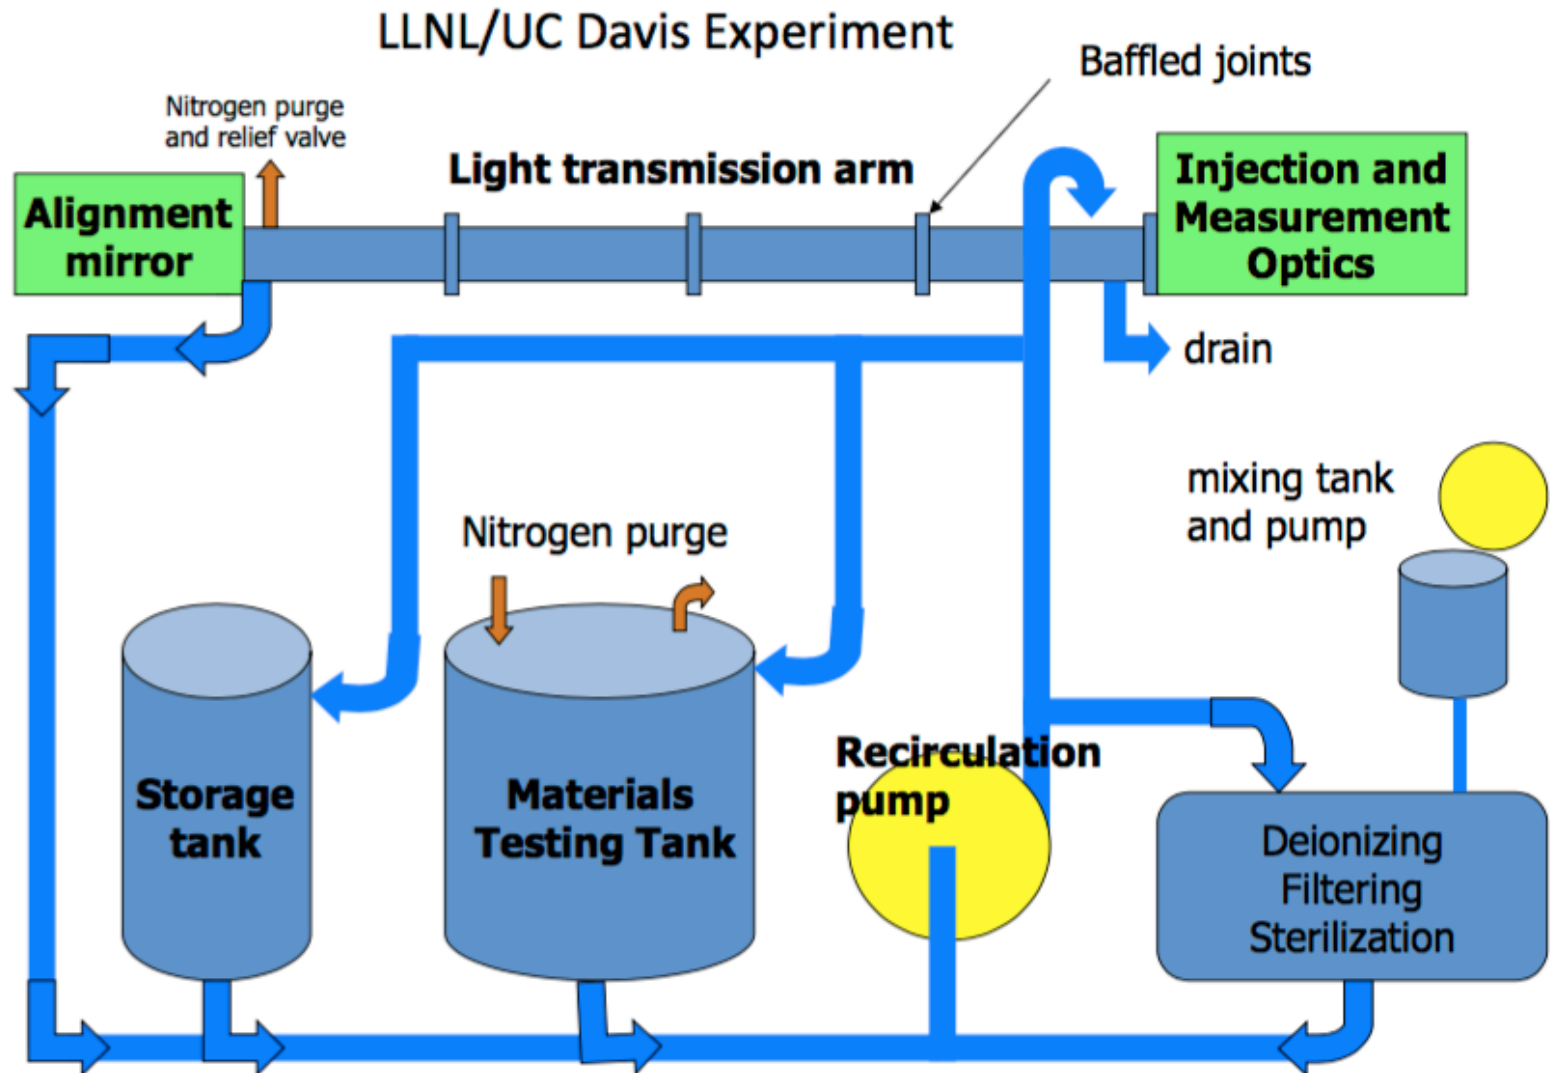 LLNL/UC Davis Experiment
Baffled joints
Nitrogen purge
and relief valve
Light transmission arm
Alignment
mirror
Injection and
Measurement
Optics
drain
mixing tank
and pump
Nitrogen purge
Storage
tank
Materials
Testing Tank
Recirculation
pump
Deionizing
Filtering
Sterilization